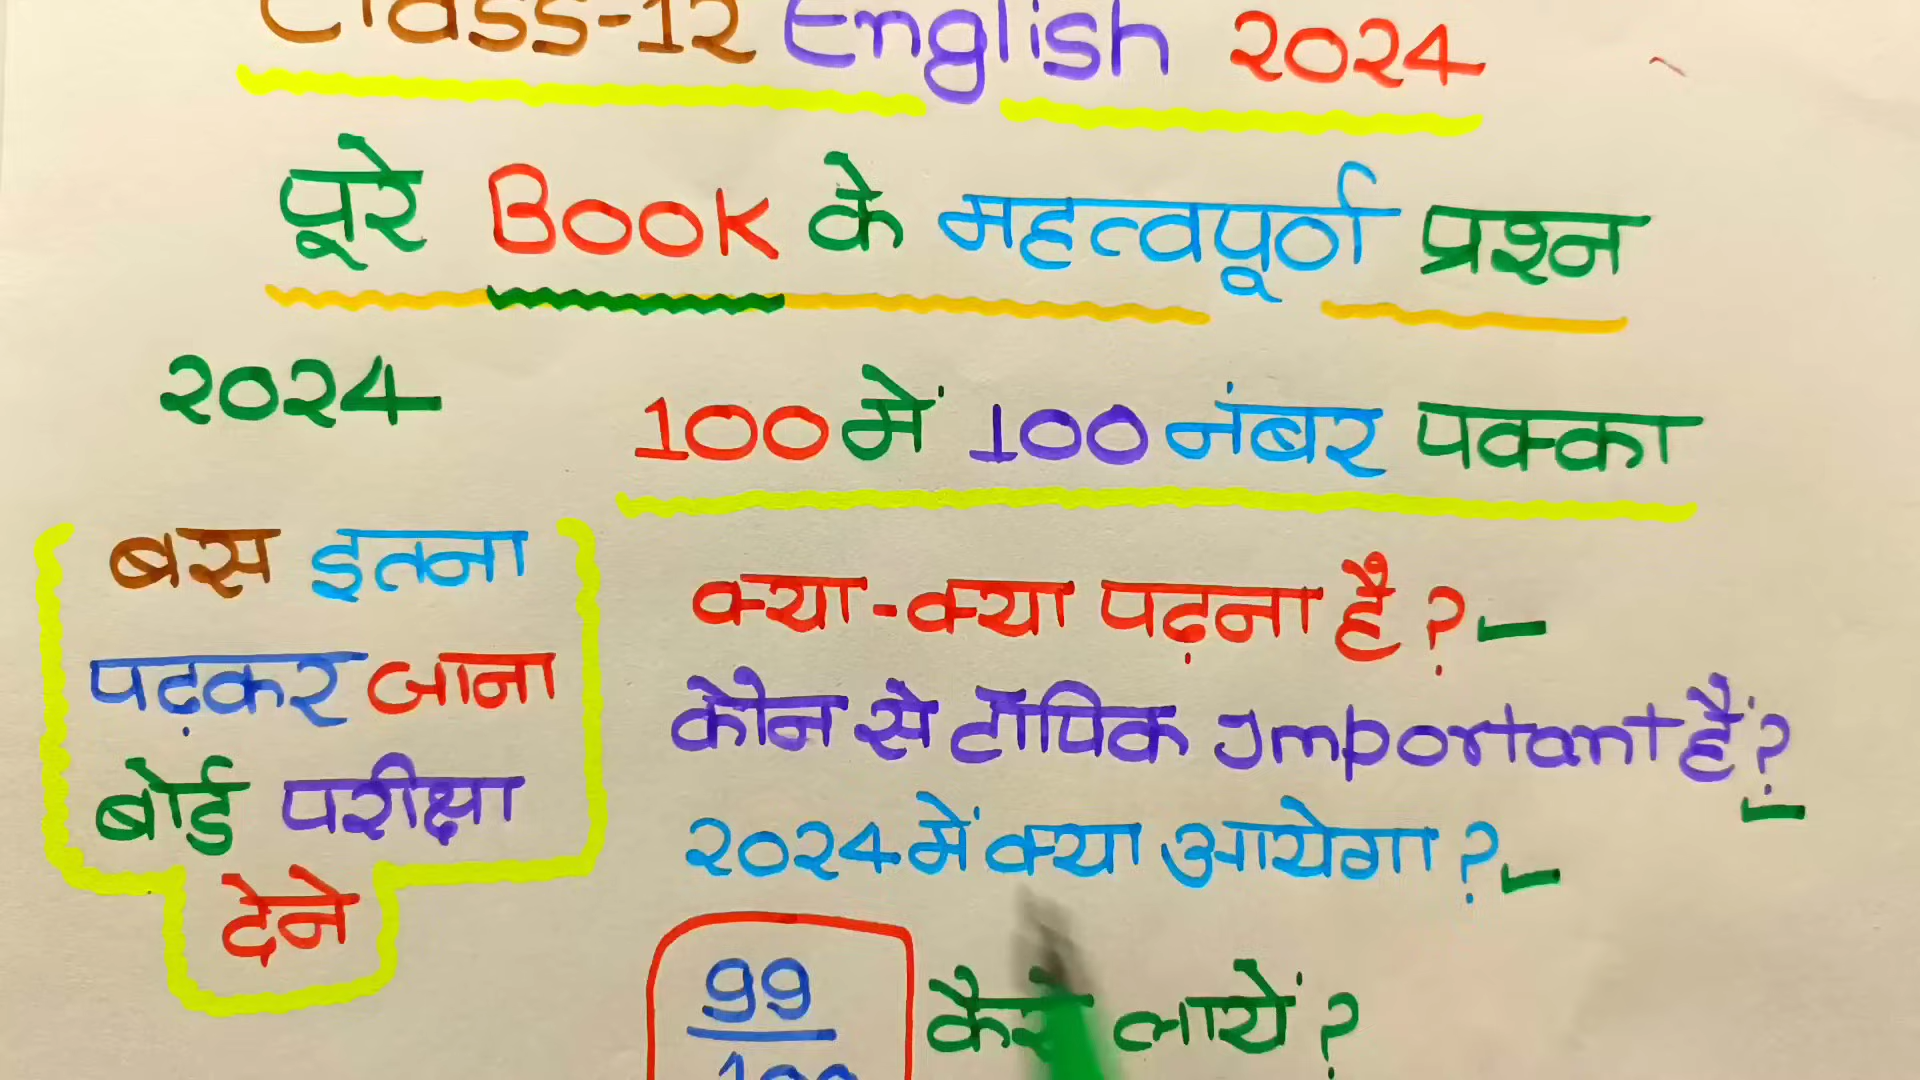 Class-12 English 2024
पूरे Book के महत्वपूर्ण प्रश्न
2024
100 में 100 नंबर पक्का
बस इतना
पढ़कर जाना
बोर्ड परीक्षा
देने
क्या-क्या पढ़ना है ?
कौन से टॉपिक Important हैं ?
2024 में क्या आयेगा ?
99
100
कैसे लायें ?